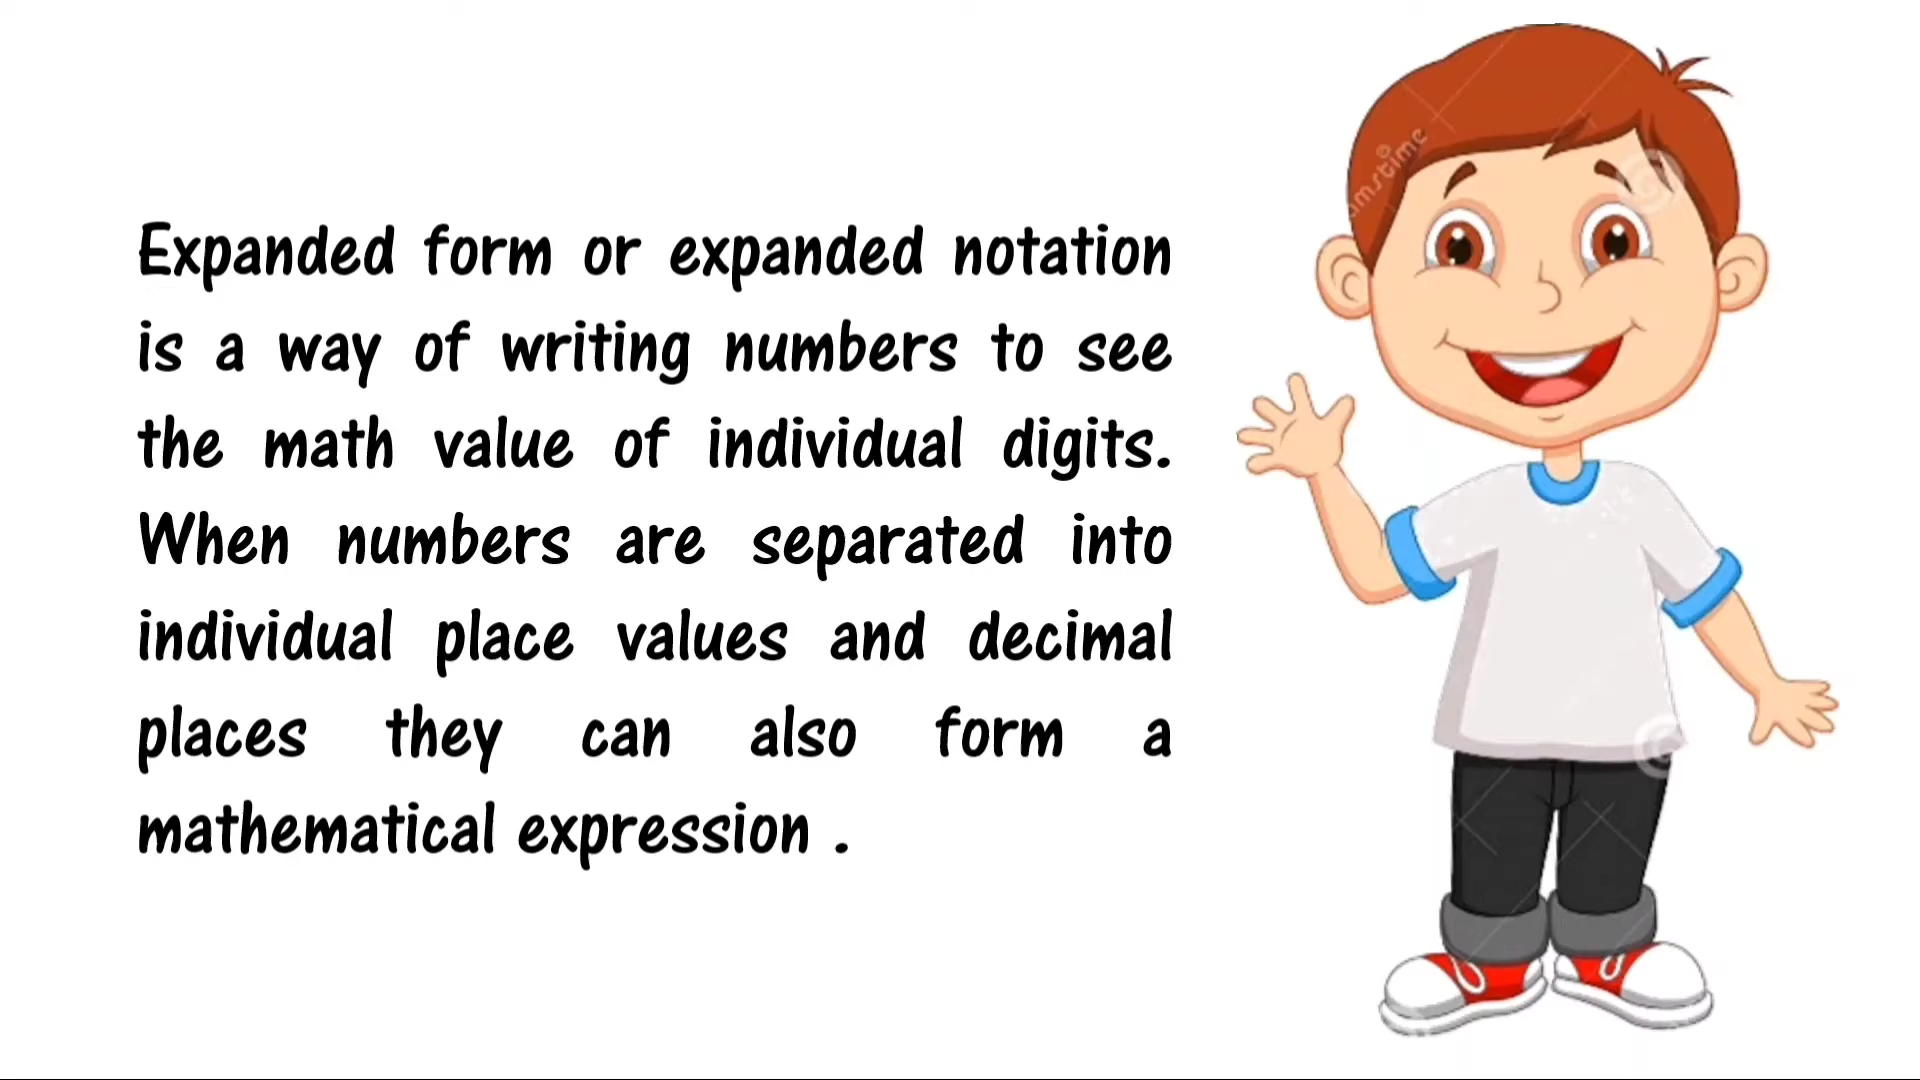 Expanded form or expanded notation
is a way of writing numbers to see
the math value of individual digits.
When numbers are separated into
individual place values and decimal
places they can also form a
mathematical expression .